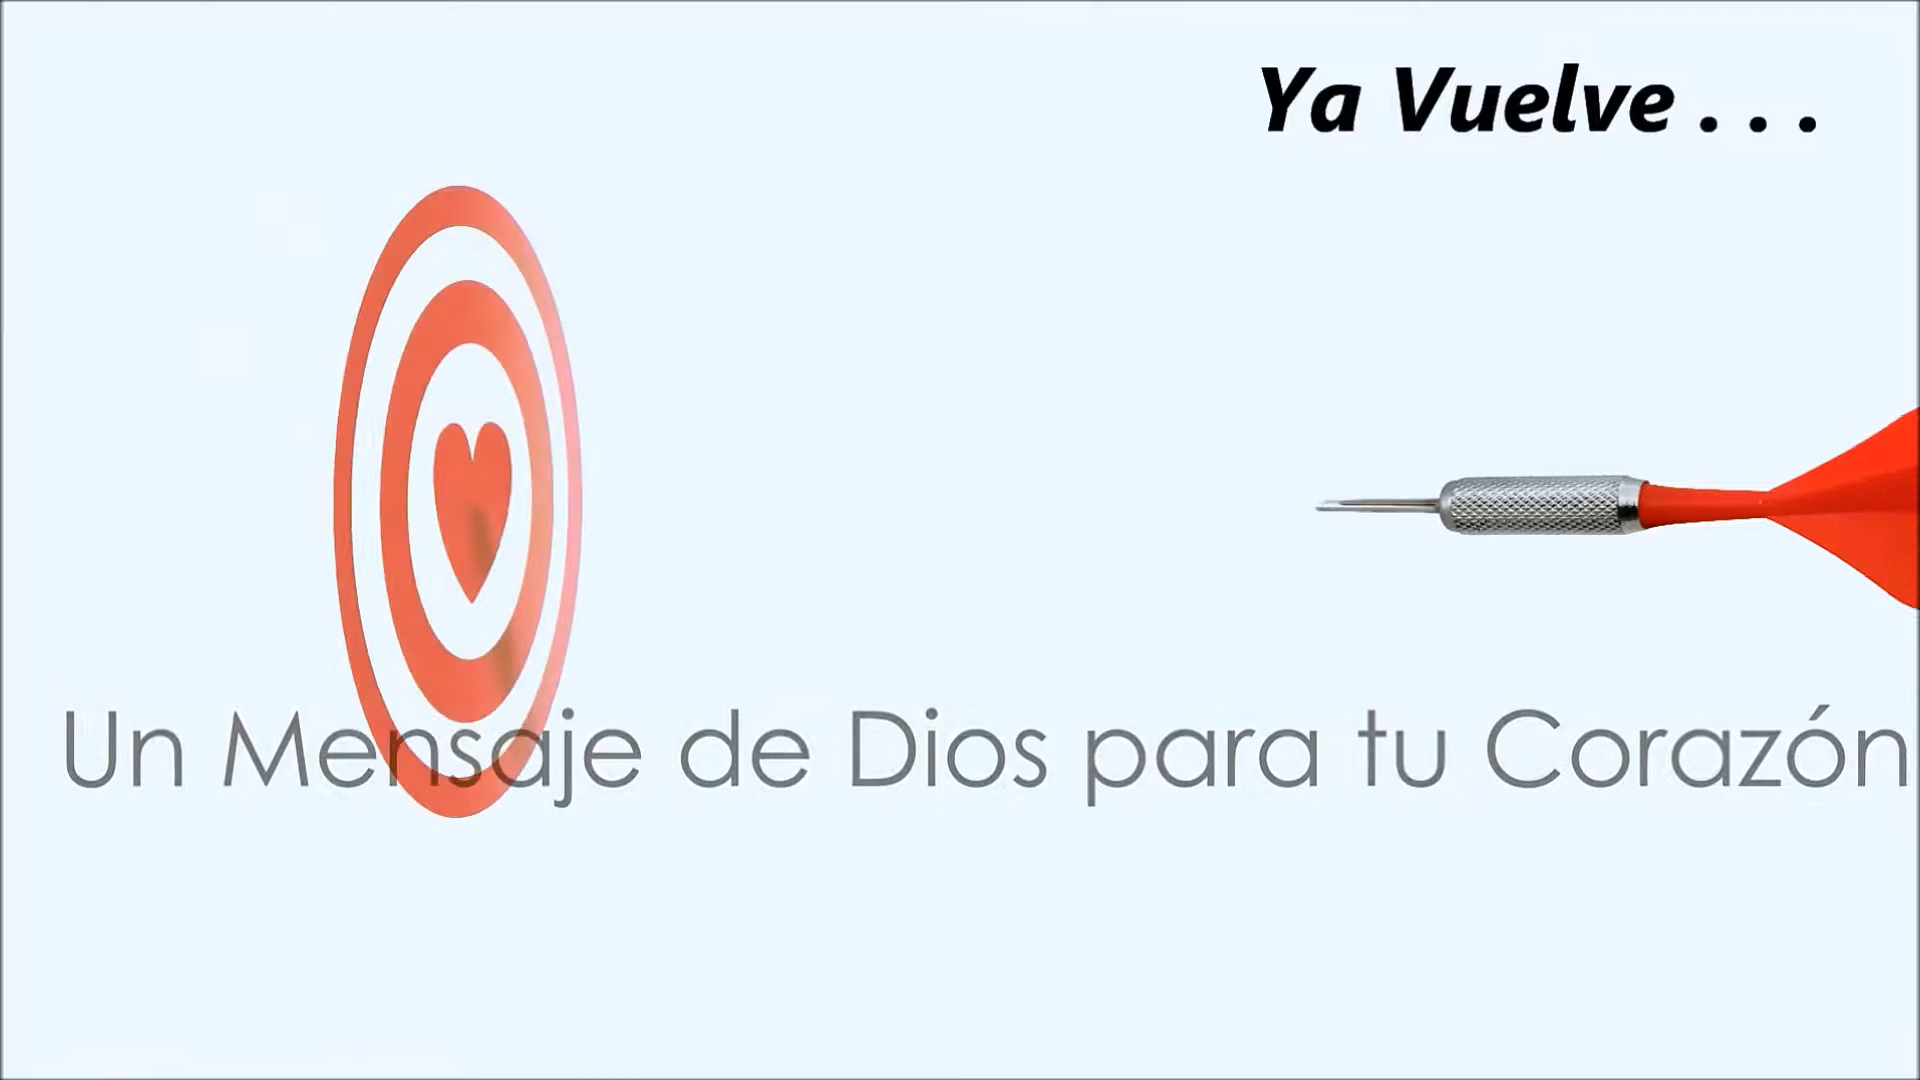 Ya Vuelve . . .
Un Mensaje de Dios para tu Corazón